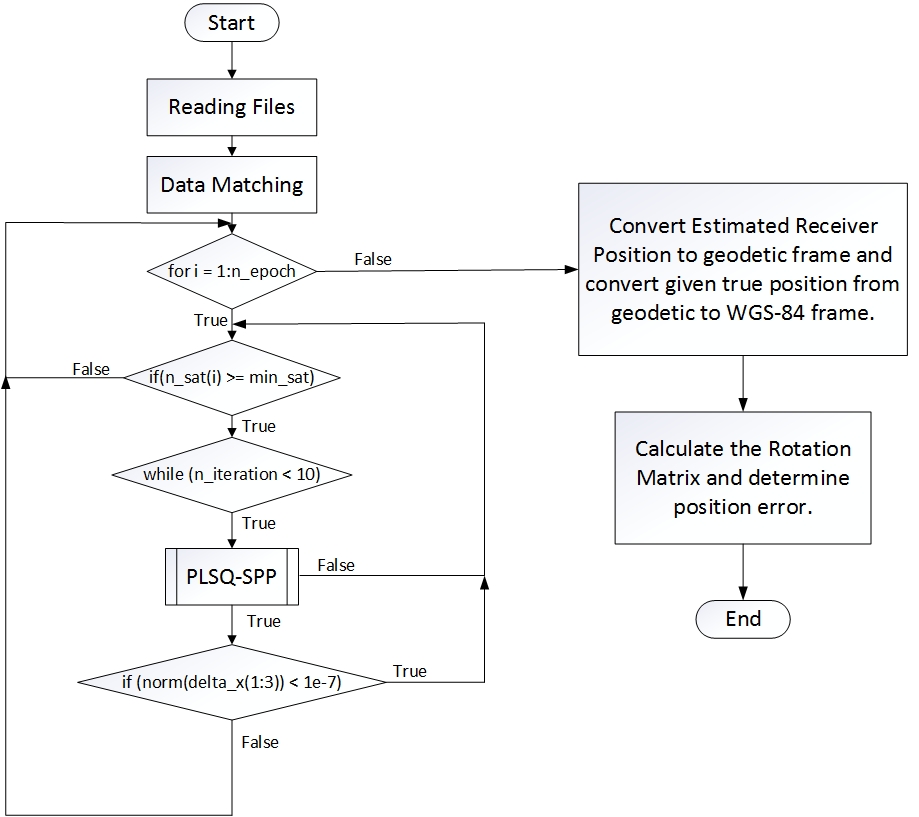 Start
Reading Files
Data Matching
for i = 1:n_epoch
False
True
if(n_sat(i) >= min_sat)
False
True
while (n_iteration < 10)
True
PLSQ-SPP
False
True
if (norm(delta_x(1:3)) < 1e-7)
True
False
Convert Estimated Receiver
Position to geodetic frame and
convert given true position from
geodetic to WGS-84 frame.
Calculate the Rotation
Matrix and determine
position error.
End